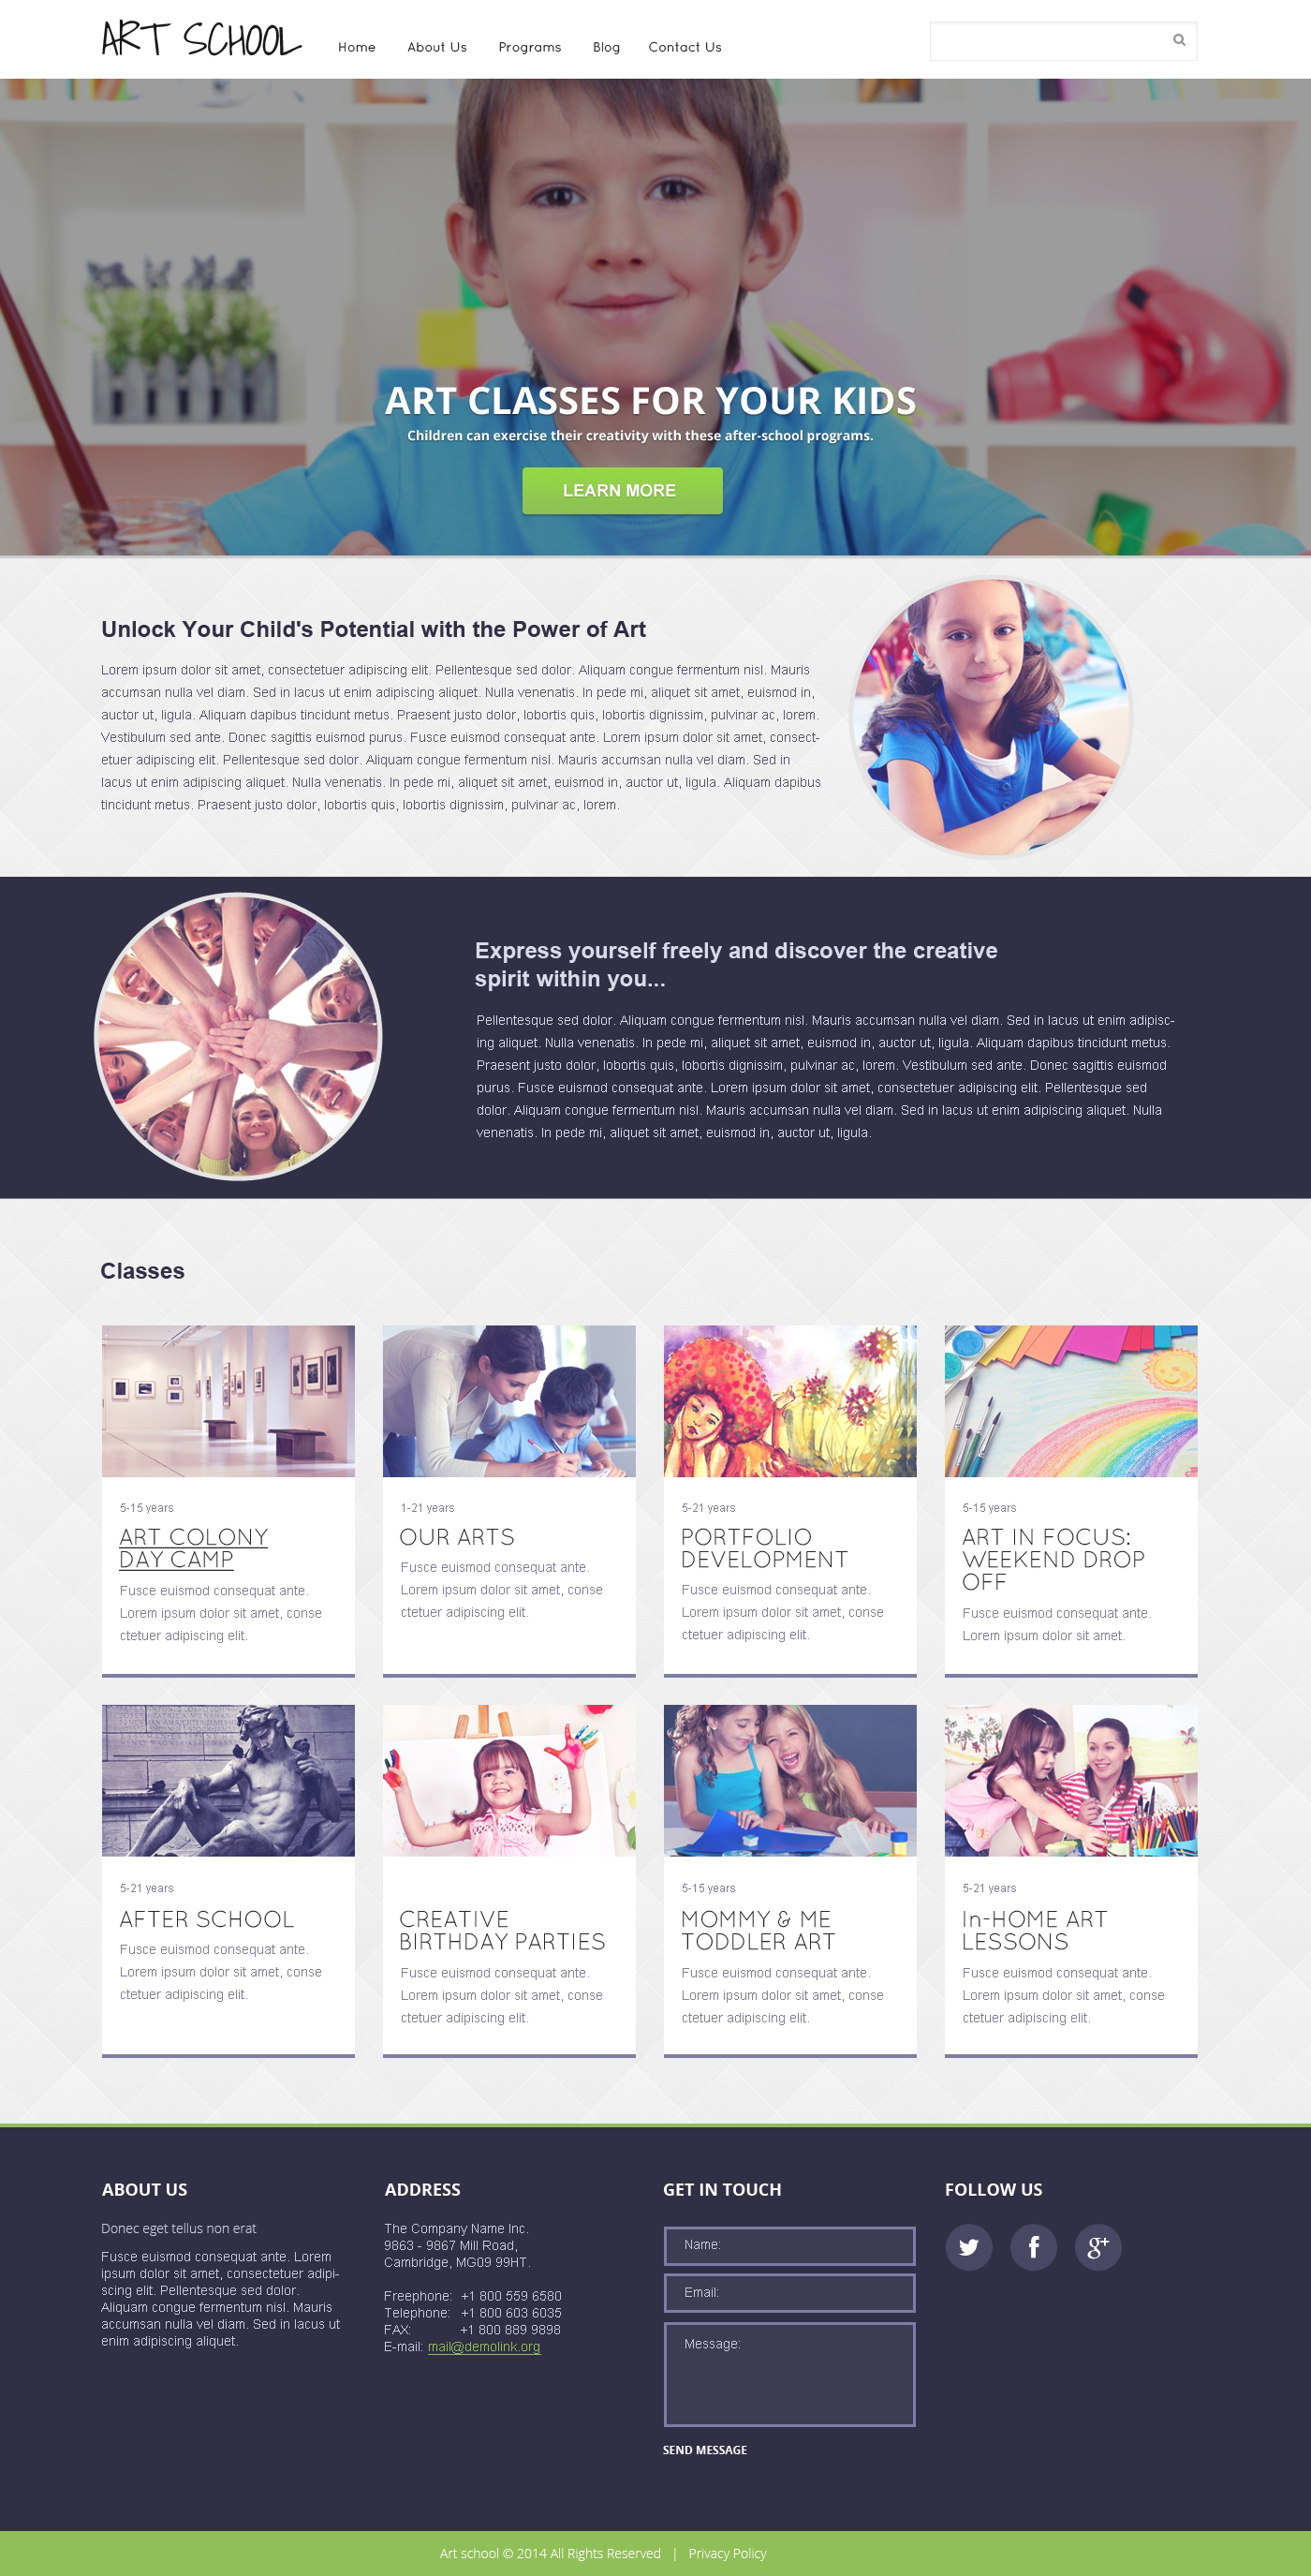 ART SCHOOL
Home About Us Programs Blog Contact Us
ART CLASSES FOR YOUR KIDS
Children can exercise their creativity with these after-school programs.
LEARN MORE
Unlock Your Child's Potential with the Power of Art
Lorem ipsum dolor sit amet, consectetuer adipiscing elit. Pellentesque sed dolor. Aliquam congue fermentum nisl. Mauris
accumsan nulla vel diam. Sed in lacus ut enim adipiscing aliquet. Nulla venenatis. In pede mi, aliquet sit amet, euismod in,
auctor ut, ligula. Aliquam dapibus tincidunt metus. Praesent justo dolor, lobortis quis, lobortis dignissim, pulvinar ac, lorem.
Vestibulum sed ante. Donec sagittis euismod purus. Fusce euismod consequat ante. Lorem ipsum dolor sit amet, consect-
etuer adipiscing elit. Pellentesque sed dolor. Aliquam congue fermentum nisl. Mauris accumsan nulla vel diam. Sed in
lacus ut enim adipiscing aliquet. Nulla venenatis. In pede mi, aliquet sit amet, euismod in, auctor ut, ligula. Aliquam dapibus
tincidunt metus. Praesent justo dolor, lobortis quis, lobortis dignissim, pulvinar ac, lorem.
Express yourself freely and discover the creative
spirit within you...
Pellentesque sed dolor. Aliquam congue fermentum nisl. Mauris accumsan nulla vel diam. Sed in lacus ut enim adipisc-
ing aliquet. Nulla venenatis. In pede mi, aliquet sit amet, euismod in, auctor ut, ligula. Aliquam dapibus tincidunt metus.
Praesent justo dolor, lobortis quis, lobortis dignissim, pulvinar ac, lorem. Vestibulum sed ante. Donec sagittis euismod
purus. Fusce euismod consequat ante. Lorem ipsum dolor sit amet, consectetuer adipiscing elit. Pellentesque sed
dolor. Aliquam congue fermentum nisl. Mauris accumsan nulla vel diam. Sed in lacus ut enim adipiscing aliquet. Nulla
venenatis. In pede mi, aliquet sit amet, euismod in, auctor ut, ligula.
Classes
5-15 years
ART COLONY
DAY CAMP
Fusce euismod consequat ante.
Lorem ipsum dolor sit amet, conse
ctetuer adipiscing elit.
1-21 years
OUR ARTS
Fusce euismod consequat ante.
Lorem ipsum dolor sit amet, conse
ctetuer adipiscing elit.
5-21 years
PORTFOLIO
DEVELOPMENT
Fusce euismod consequat ante.
Lorem ipsum dolor sit amet, conse
ctetuer adipiscing elit.
5-15 years
ART IN FOCUS:
WEEKEND DROP
OFF
Fusce euismod consequat ante.
Lorem ipsum dolor sit amet.
5-21 years
AFTER SCHOOL
Fusce euismod consequat ante.
Lorem ipsum dolor sit amet, conse
ctetuer adipiscing elit.
CREATIVE
BIRTHDAY PARTIES
Fusce euismod consequat ante.
Lorem ipsum dolor sit amet, conse
ctetuer adipiscing elit.
5-15 years
MOMMY & ME
TODDLER ART
Fusce euismod consequat ante.
Lorem ipsum dolor sit amet, conse
ctetuer adipiscing elit.
5-21 years
In-HOME ART
LESSONS
Fusce euismod consequat ante.
Lorem ipsum dolor sit amet, conse
ctetuer adipiscing elit.
ABOUT US
Donec eget tellus non erat
Fusce euismod consequat ante. Lorem
ipsum dolor sit amet, consectetuer adipi-
scing elit. Pellentesque sed dolor.
Aliquam congue fermentum nisl. Mauris
accumsan nulla vel diam. Sed in lacus ut
enim adipiscing aliquet.
ADDRESS
The Company Name Inc.
9863 - 9867 Mill Road,
Cambridge, MG09 99HT.
Freephone: +1 800 559 6580
Telephone: +1 800 603 6035
FAX: +1 800 889 9898
E-mail: mail@demolink.org
GET IN TOUCH
Name:
Email:
Message:
SEND MESSAGE
FOLLOW US
Art school © 2014 All Rights Reserved | Privacy Policy